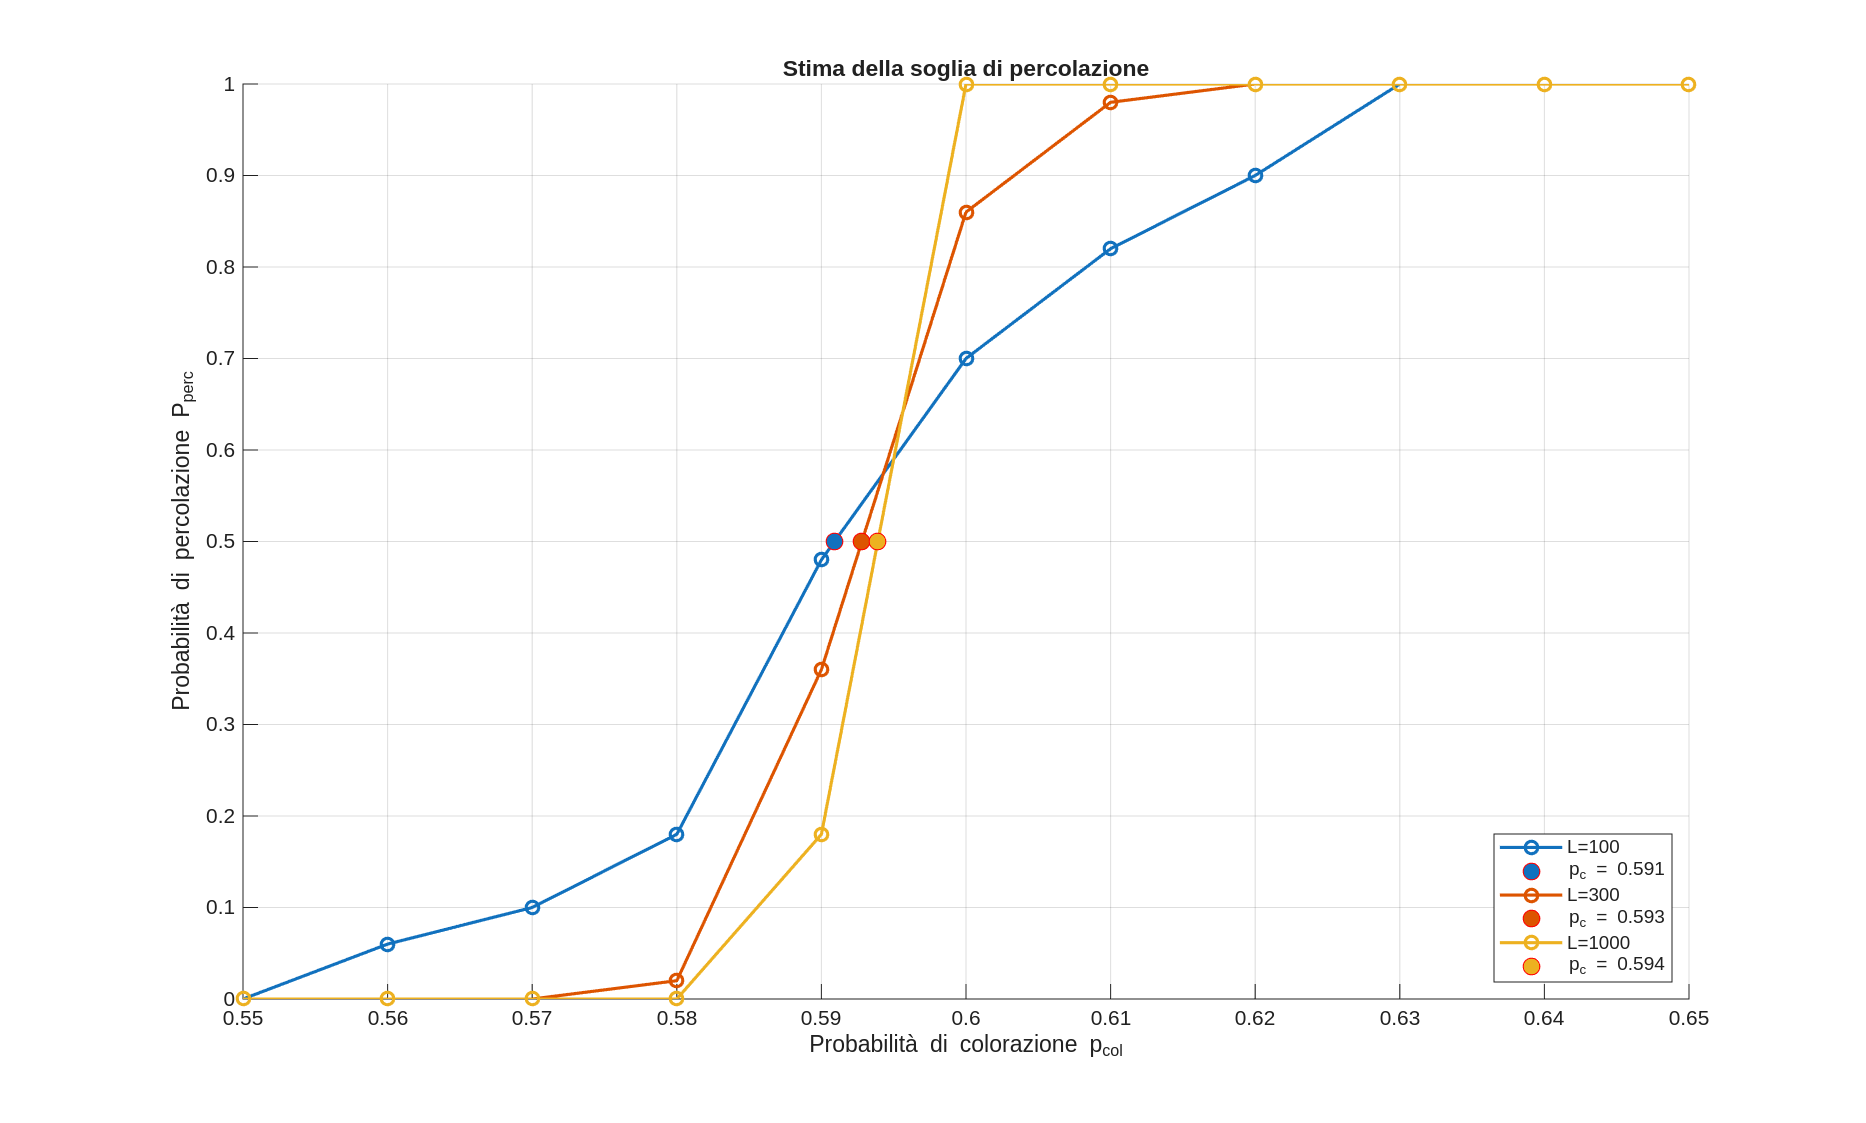 Stima della soglia di percolazione
1
0.9
0.8
0.7
0.6
0.5
0.4
0.3
0.2
0.1
0
Probabilità di percolazione P_perc
0.55 0.56 0.57 0.58 0.59 0.6 0.61 0.62 0.63 0.64 0.65
Probabilità di colorazione p_col
L=100
p_c = 0.591
L=300
p_c = 0.593
L=1000
p_c = 0.594